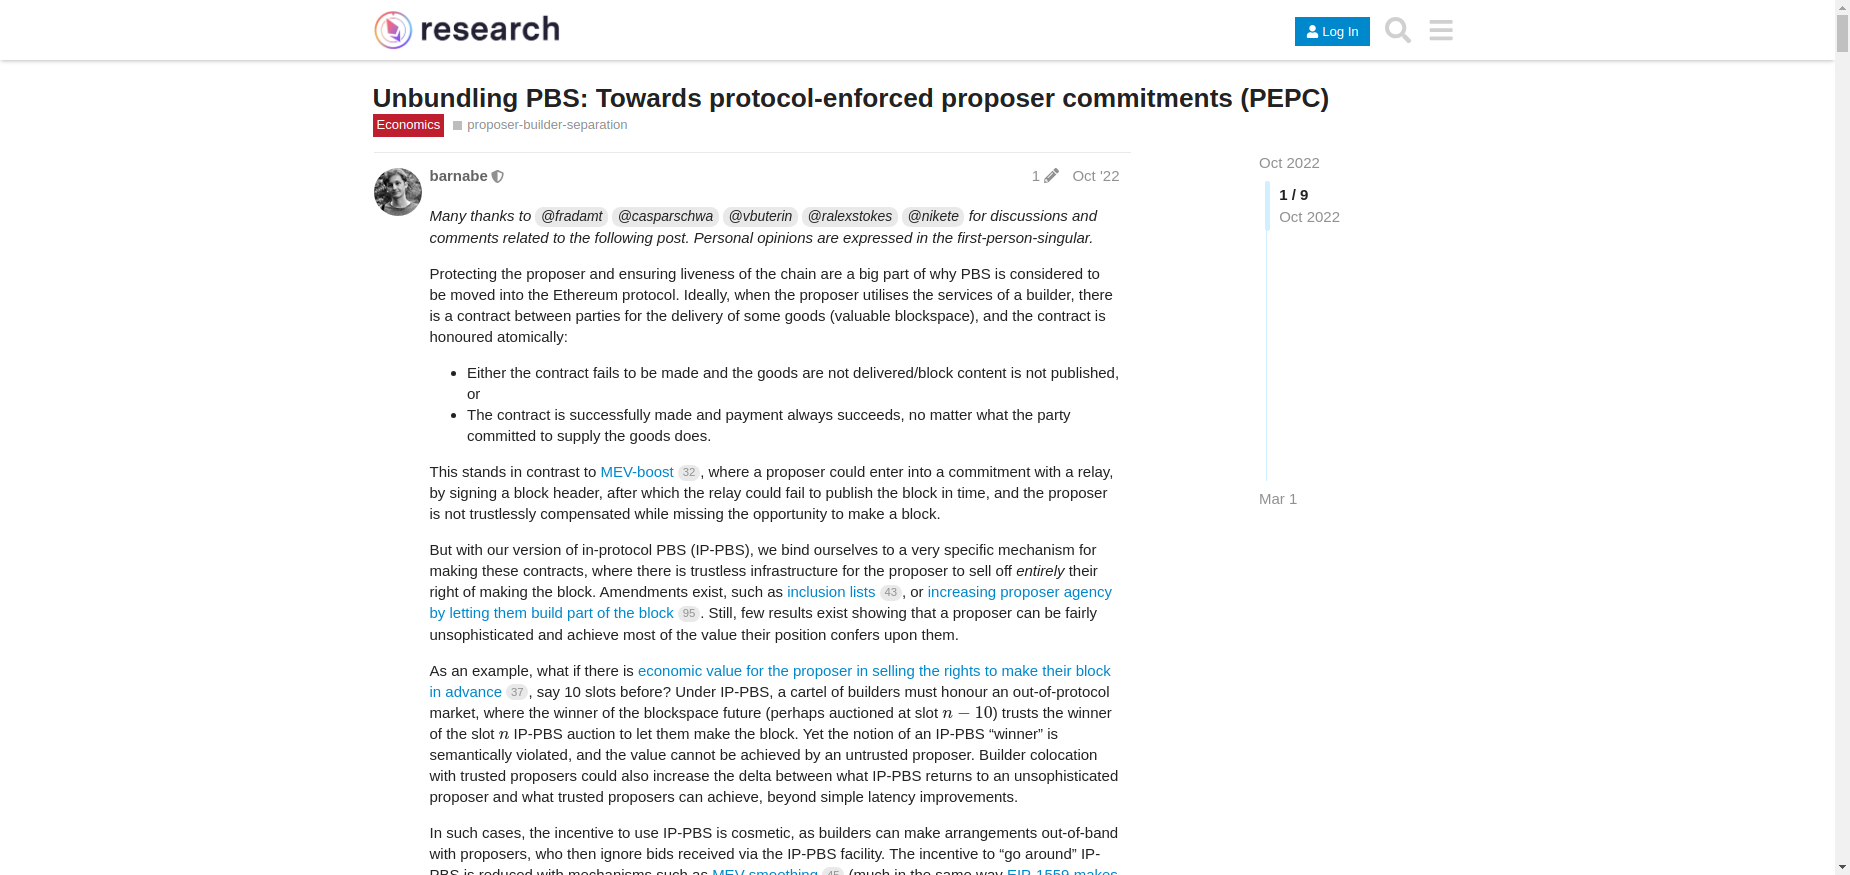 research
Log In
Unbundling PBS: Towards protocol-enforced proposer commitments (PEPC)
Economics proposer-builder-separation
barnabe 1 Oct '22
Oct 2022
1 / 9
Oct 2022
Mar 1
Many thanks to @fradamt @casparschwa @vbuterin @ralexstokes @nikete for discussions and
comments related to the following post. Personal opinions are expressed in the first-person-singular.
Protecting the proposer and ensuring liveness of the chain are a big part of why PBS is considered to
be moved into the Ethereum protocol. Ideally, when the proposer utilises the services of a builder, there
is a contract between parties for the delivery of some goods (valuable blockspace), and the contract is
honoured atomically:
• Either the contract fails to be made and the goods are not delivered/block content is not published,
or
• The contract is successfully made and payment always succeeds, no matter what the party
committed to supply the goods does.
This stands in contrast to MEV-boost 32, where a proposer could enter into a commitment with a relay,
by signing a block header, after which the relay could fail to publish the block in time, and the proposer
is not trustlessly compensated while missing the opportunity to make a block.
But with our version of in-protocol PBS (IP-PBS), we bind ourselves to a very specific mechanism for
making these contracts, where there is trustless infrastructure for the proposer to sell off entirely their
right of making the block. Amendments exist, such as inclusion lists 43, or increasing proposer agency
by letting them build part of the block 95. Still, few results exist showing that a proposer can be fairly
unsophisticated and achieve most of the value their position confers upon them.
As an example, what if there is economic value for the proposer in selling the rights to make their block
in advance 37, say 10 slots before? Under IP-PBS, a cartel of builders must honour an out-of-protocol
market, where the winner of the blockspace future (perhaps auctioned at slot n − 10) trusts the winner
of the slot n IP-PBS auction to let them make the block. Yet the notion of an IP-PBS “winner” is
semantically violated, and the value cannot be achieved by an untrusted proposer. Builder colocation
with trusted proposers could also increase the delta between what IP-PBS returns to an unsophisticated
proposer and what trusted proposers can achieve, beyond simple latency improvements.
In such cases, the incentive to use IP-PBS is cosmetic, as builders can make arrangements out-of-band
with proposers, who then ignore bids received via the IP-PBS facility. The incentive to “go around” IP-
PBS is reduced with mechanisms such as MEV smoothing 45 (much in the same way EIP-1559 makes